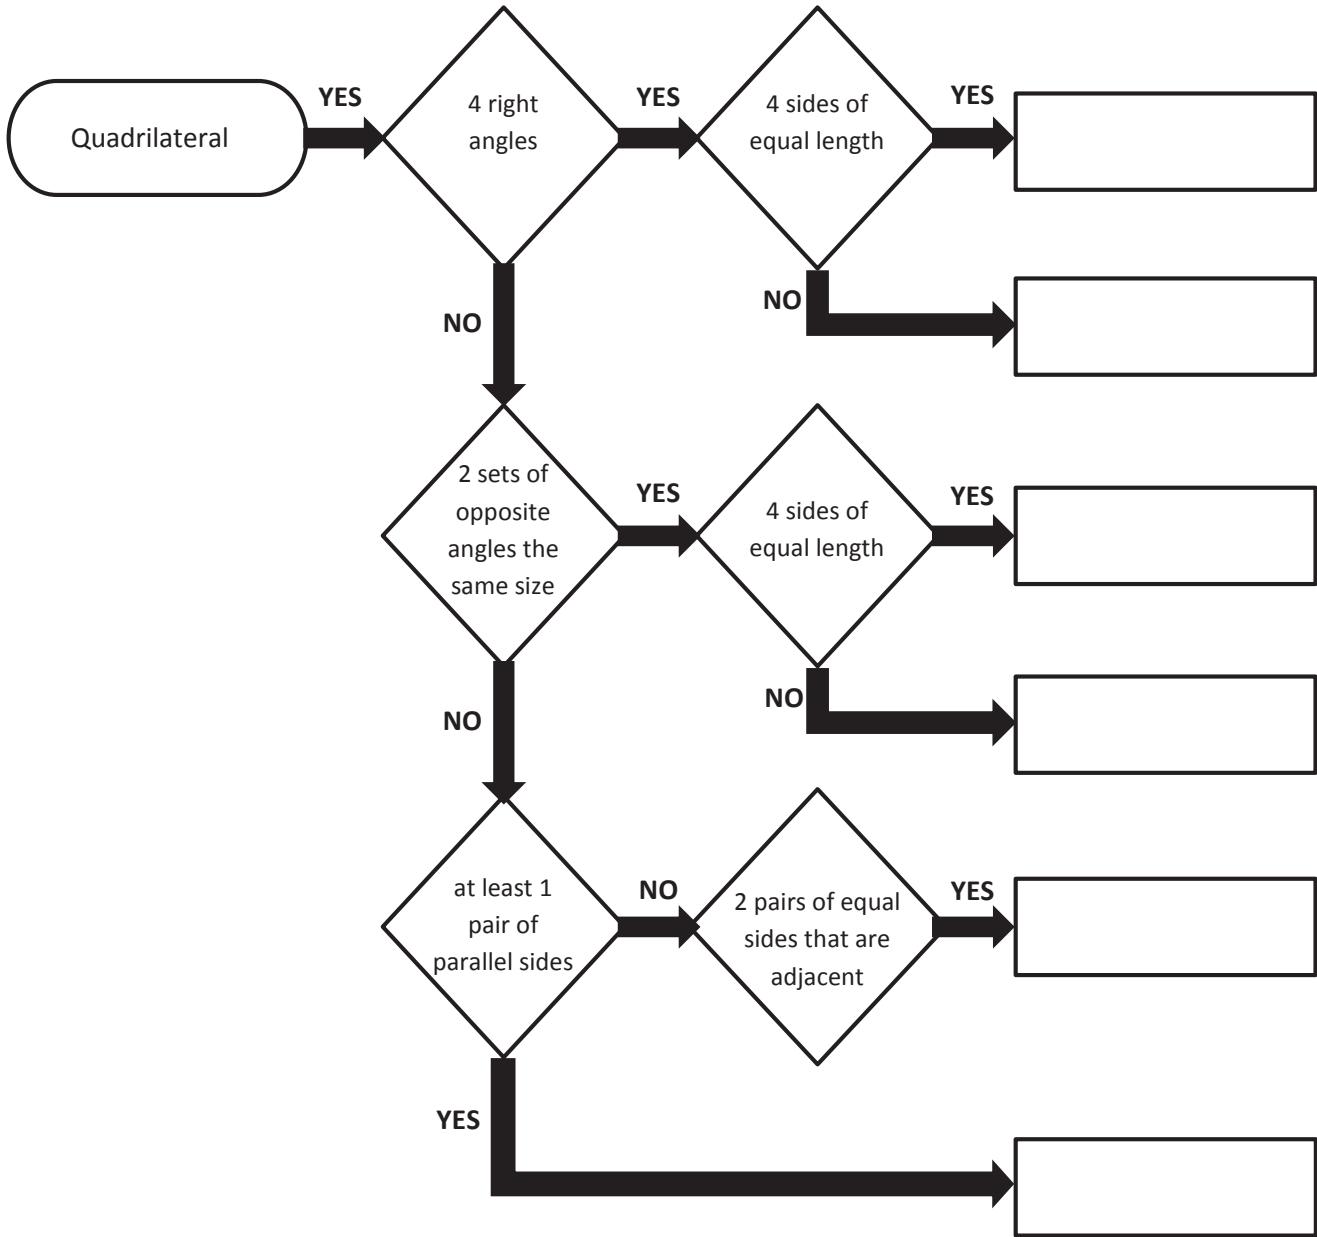 YES
YES
YES
Quadrilateral
4 right
angles
4 sides of
equal length
NO
NO
2 sets of
opposite
angles the
same size
YES
4 sides of
equal length
YES
NO
NO
at least 1
pair of
parallel sides
NO
2 pairs of equal
sides that are
adjacent
YES
YES